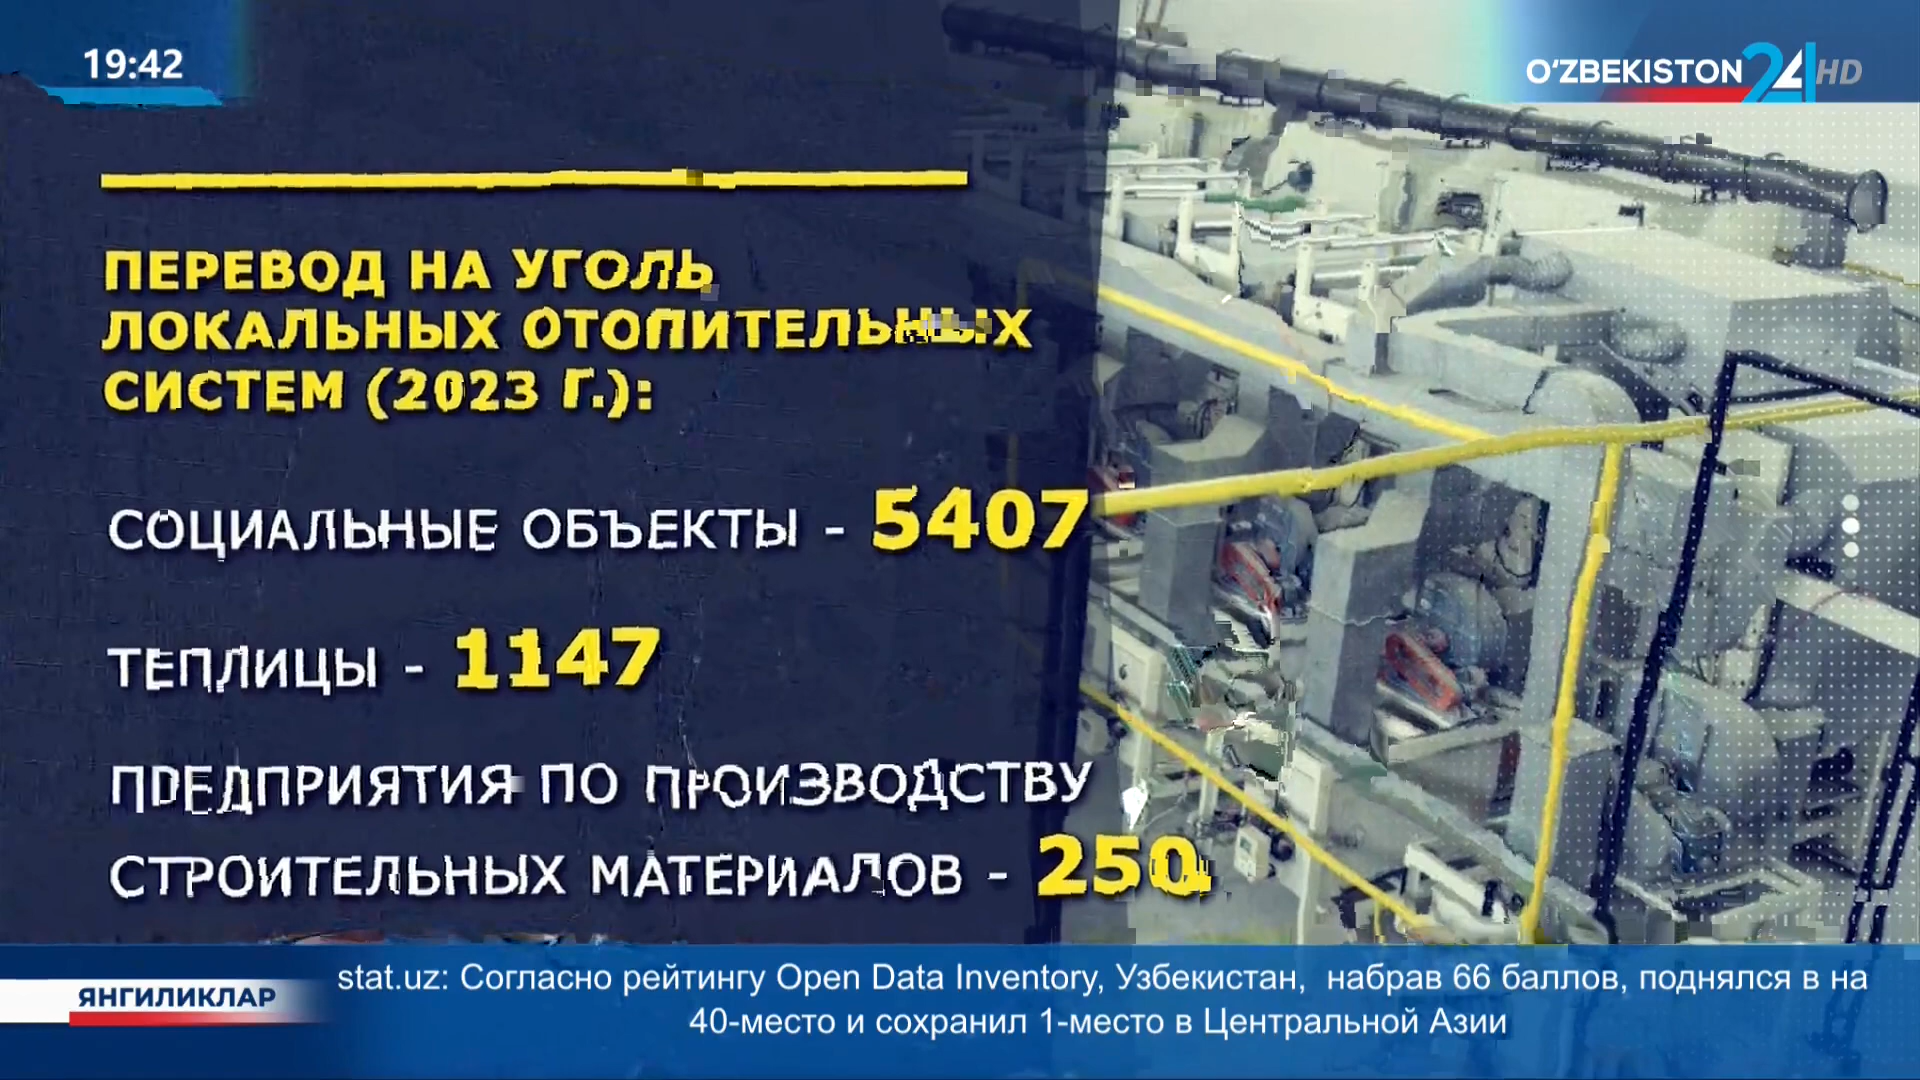 19:42
O‘ZBEKISTON 24 HD
ПЕРЕВОД НА УГОЛЬ
ЛОКАЛЬНЫХ ОТОПИТЕЛЬНЫХ
СИСТЕМ (2023 Г.):
СОЦИАЛЬНЫЕ ОБЪЕКТЫ - 5407
ТЕПЛИЦЫ - 1147
ПРЕДПРИЯТИЯ ПО ПРОИЗВОДСТВУ
СТРОИТЕЛЬНЫХ МАТЕРИАЛОВ - 250
ЯНГИЛИКЛАР
stat.uz: Согласно рейтингу Open Data Inventory, Узбекистан, набрав 66 баллов, поднялся в на
40-место и сохранил 1-место в Центральной Азии